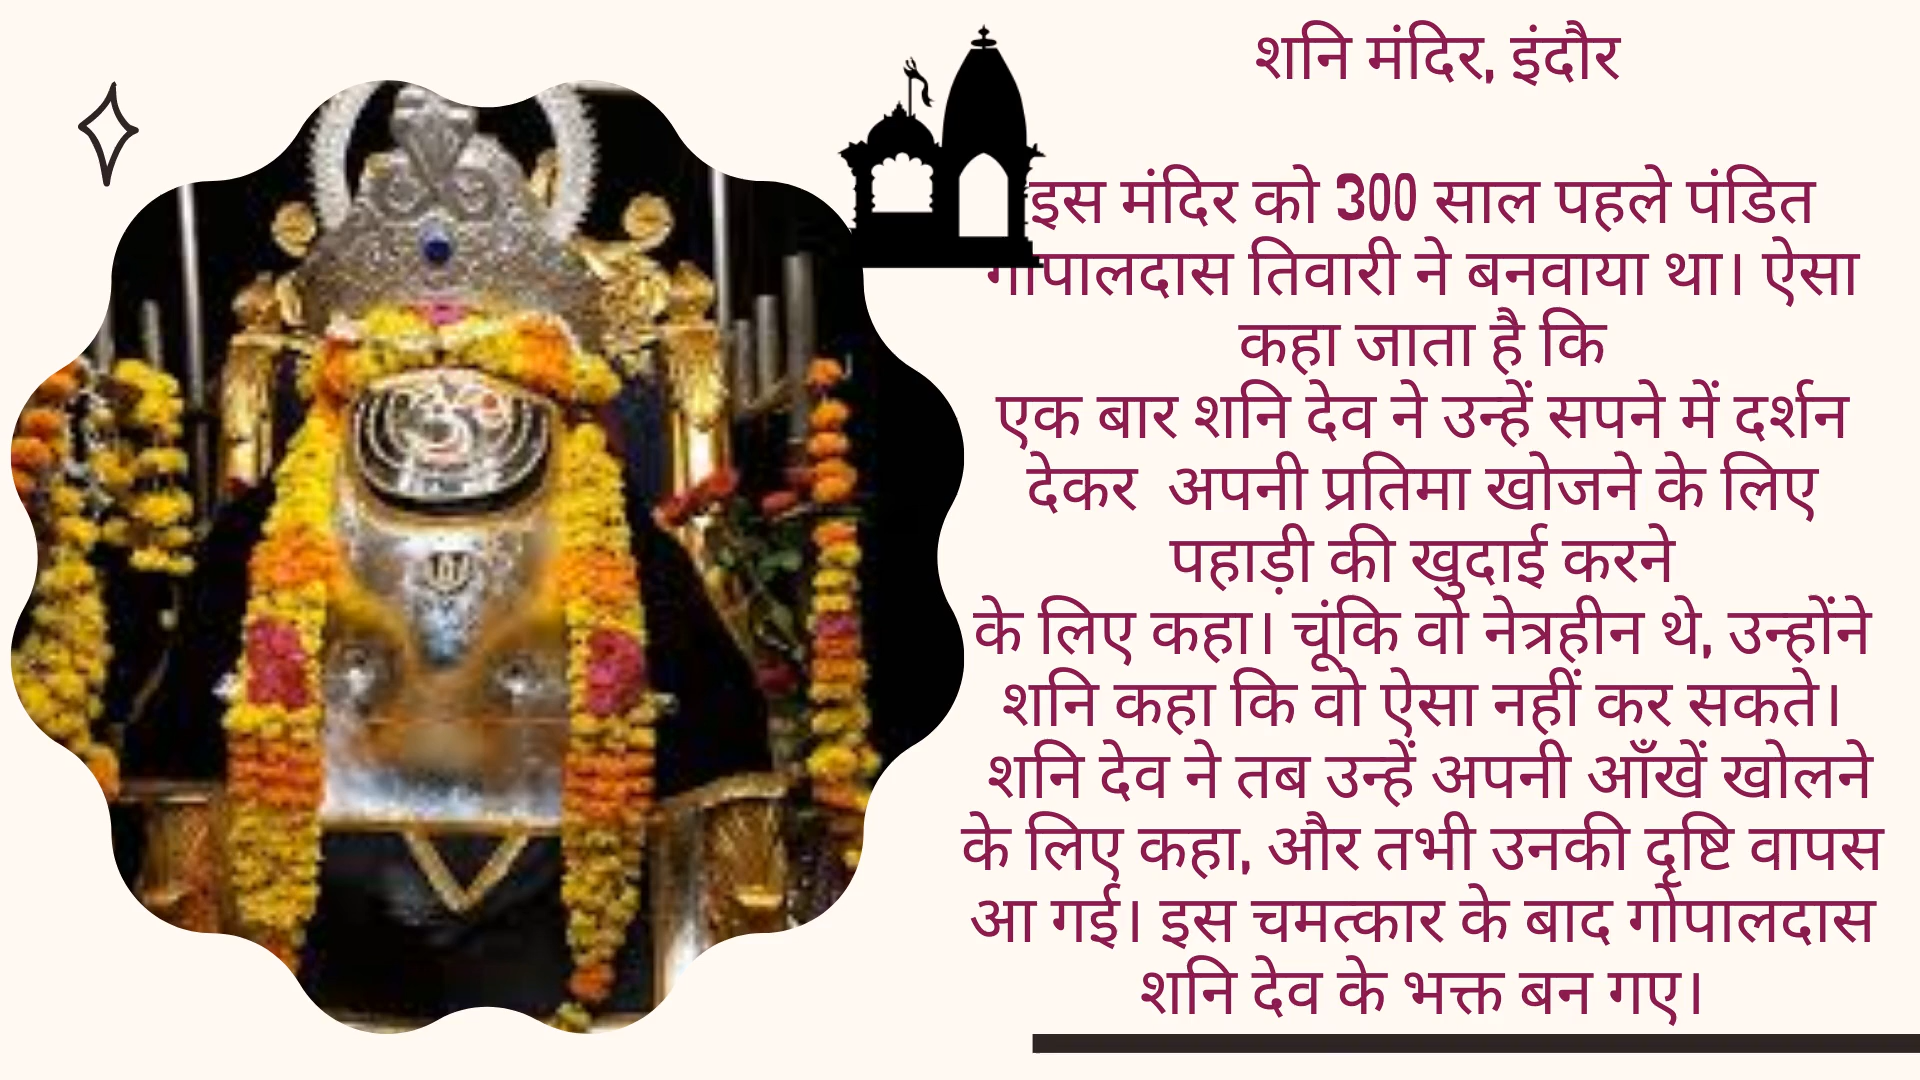 शनि मंदिर, इंदौर
इस मंदिर को 300 साल पहले पंडित
गोपालदास तिवारी ने बनवाया था। ऐसा
कहा जाता है कि
एक बार शनि देव ने उन्हें सपने में दर्शन
देकर  अपनी प्रतिमा खोजने के लिए
पहाड़ी की खुदाई करने
के लिए कहा। चूंकि वो नेत्रहीन थे, उन्होंने
शनि कहा कि वो ऐसा नहीं कर सकते।
शनि देव ने तब उन्हें अपनी आँखें खोलने
के लिए कहा, और तभी उनकी दृष्टि वापस
आ गई। इस चमत्कार के बाद गोपालदास
शनि देव के भक्त बन गए।